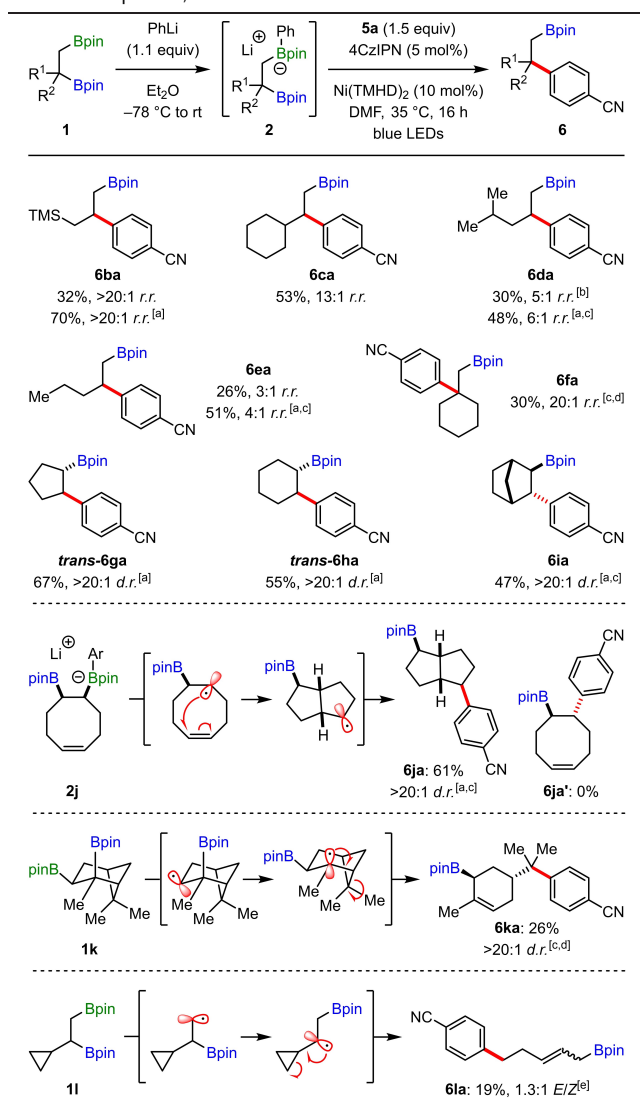 PhLi
(1.1 equiv)
Et2O
–78 °C to rt
Bpin
R1
R2
Bpin
1
Ph
Li ⊕
Bpin
⊖
R1
R2
Bpin
2
5a (1.5 equiv)
4CzIPN (5 mol%)
Ni(TMHD)2 (10 mol%)
DMF, 35 °C, 16 h
blue LEDs
Bpin
R1
R2
CN
6
Bpin
TMS
CN
6ba
32%, >20:1 r.r.
70%, >20:1 r.r.[a]
Bpin
CN
6ca
53%, 13:1 r.r.
Me
Me
Bpin
CN
6da
30%, 5:1 r.r.[b]
48%, 6:1 r.r.[a,c]
Bpin
Me
CN
6ea
26%, 3:1 r.r.
51%, 4:1 r.r.[a,c]
NC
Bpin
6fa
30%, 20:1 r.r.[c,d]
Bpin
CN
trans-6ga
67%, >20:1 d.r.[a]
Bpin
CN
trans-6ha
55%, >20:1 d.r.[a]
Bpin
CN
6ia
47%, >20:1 d.r.[a,c]
Li ⊕
Ar
pinB
⊖
Bpin
2j
pinB
pinB
H
H
pinB
H
H
CN
6ja: 61%
>20:1 d.r.[a,c]
CN
pinB
6ja': 0%
Bpin
pinB
Me
Me
Me
1k
Bpin
Me
Me
Me
pinB
Me
Me
Me
pinB
Me
Me
Me
CN
6ka: 26%
>20:1 d.r.[c,d]
Bpin
Bpin
1l
Bpin
Bpin
NC
Bpin
6la: 19%, 1.3:1 E/Z[e]